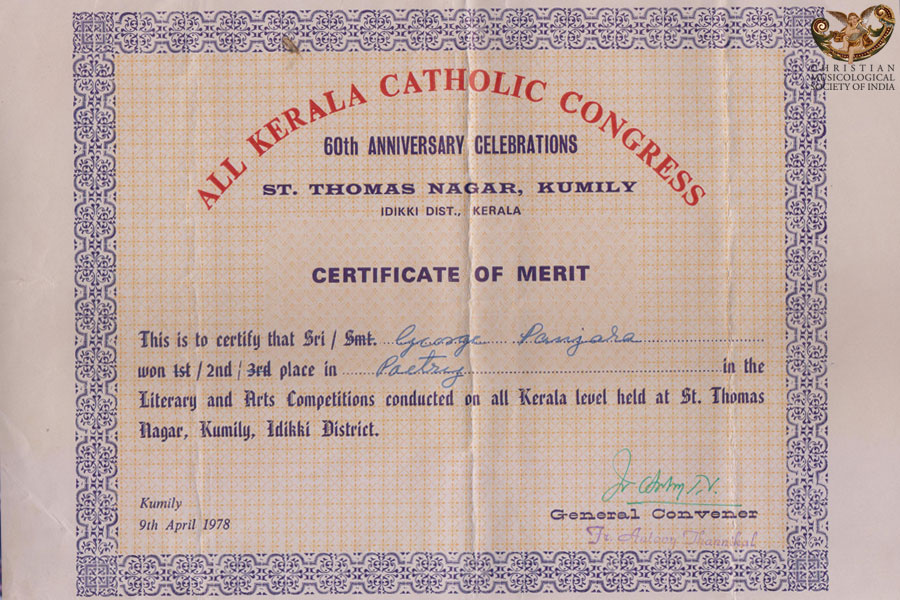 CHRISTIAN
MUSICOLOGICAL
SOCIETY OF INDIA
ALL KERALA CATHOLIC CONGRESS
60th ANNIVERSARY CELEBRATIONS
ST. THOMAS NAGAR, KUMILY
IDIKKI DIST., KERALA
CERTIFICATE OF MERIT
This is to certify that Sri / Smt. George Panjara
won 1st / 2nd / 3rd place in Poetry in the
Literary and Arts Competitions conducted on all Kerala level held at St. Thomas
Nagar, Kumily, Idikki District.
Kumily
9th April 1978
General Convener
Fr. Antony Thannikal